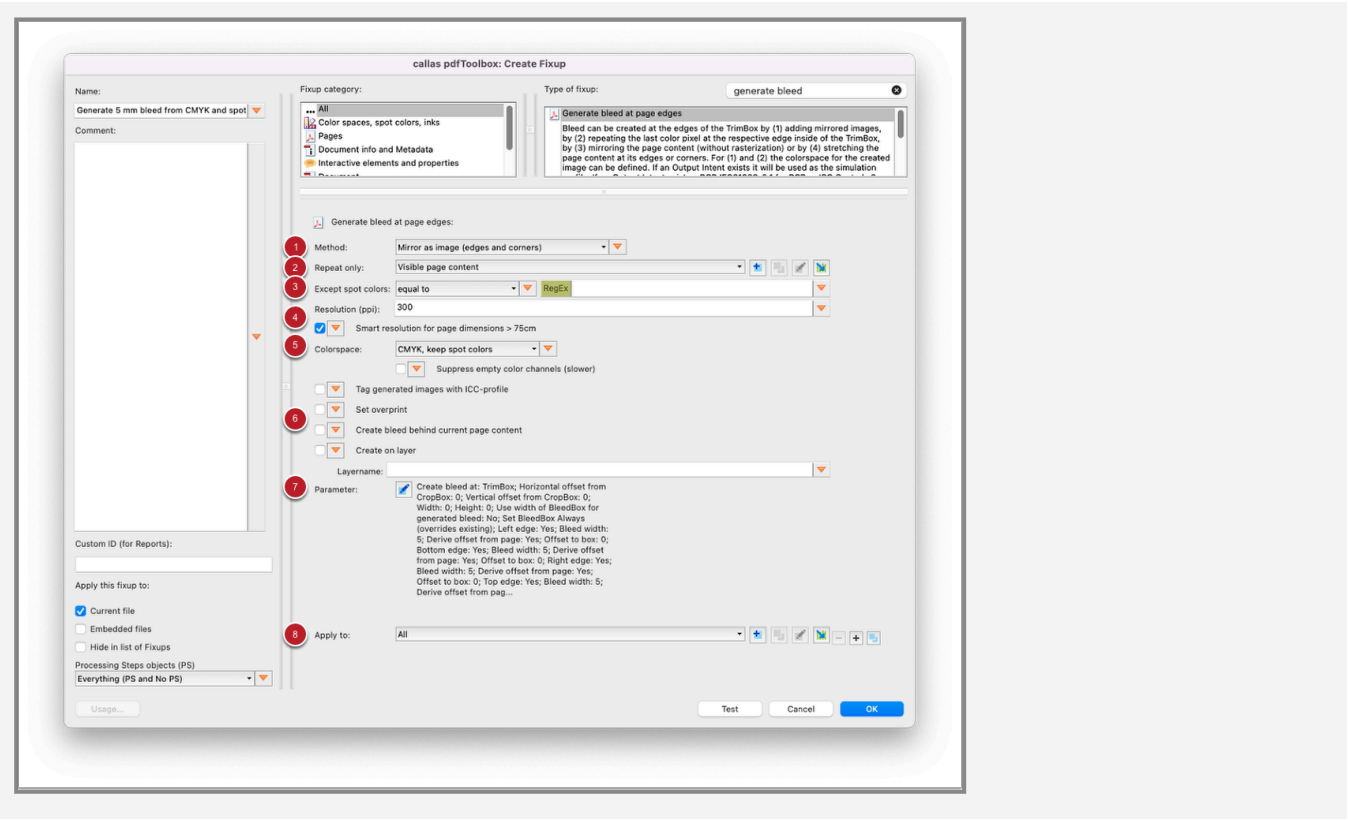 callas pdfToolbox: Create Fixup
Name:
Generate 5 mm bleed from CMYK and spot
Comment:
Custom ID (for Reports):
Apply this fixup to:
Current file
Embedded files
Hide in list of Fixups
Processing Steps objects (PS)
Everything (PS and No PS)
Usage...
Fixup category:
All
Color spaces, spot colors, inks
Pages
Document info and Metadata
Interactive elements and properties
Type of fixup:
generate bleed
Generate bleed at page edges
Bleed can be created at the edges of the TrimBox by (1) adding mirrored images,
by (2) repeating the last color pixel at the respective edge inside of the TrimBox,
by (3) mirroring the page content (without rasterization) or by (4) stretching the
page content at its edges or corners. For (1) and (2) the colorspace for the created
image can be defined. If an Output Intent exists it will be used as the simulation
Generate bleed at page edges:
1 Method: Mirror as image (edges and corners)
2 Repeat only: Visible page content
3 Except spot colors: equal to RegEx
4 Resolution (ppi): 300
Smart resolution for page dimensions > 75cm
5 Colorspace: CMYK, keep spot colors
Suppress empty color channels (slower)
Tag generated images with ICC-profile
Set overprint
6
Create bleed behind current page content
Create on layer
Layername:
7 Parameter: Create bleed at: TrimBox; Horizontal offset from
CropBox: 0; Vertical offset from CropBox: 0;
Width: 0; Height: 0; Use width of BleedBox for
generated bleed: No; Set BleedBox Always
(overrides existing); Left edge: Yes; Bleed width:
5; Derive offset from page: Yes; Offset to box: 0;
Bottom edge: Yes; Bleed width: 5; Derive offset
from page: Yes; Offset to box: 0; Right edge: Yes;
Bleed width: 5; Derive offset from page: Yes;
Offset to box: 0; Top edge: Yes; Bleed width: 5;
Derive offset from pag...
8 Apply to: All
Test
Cancel
OK